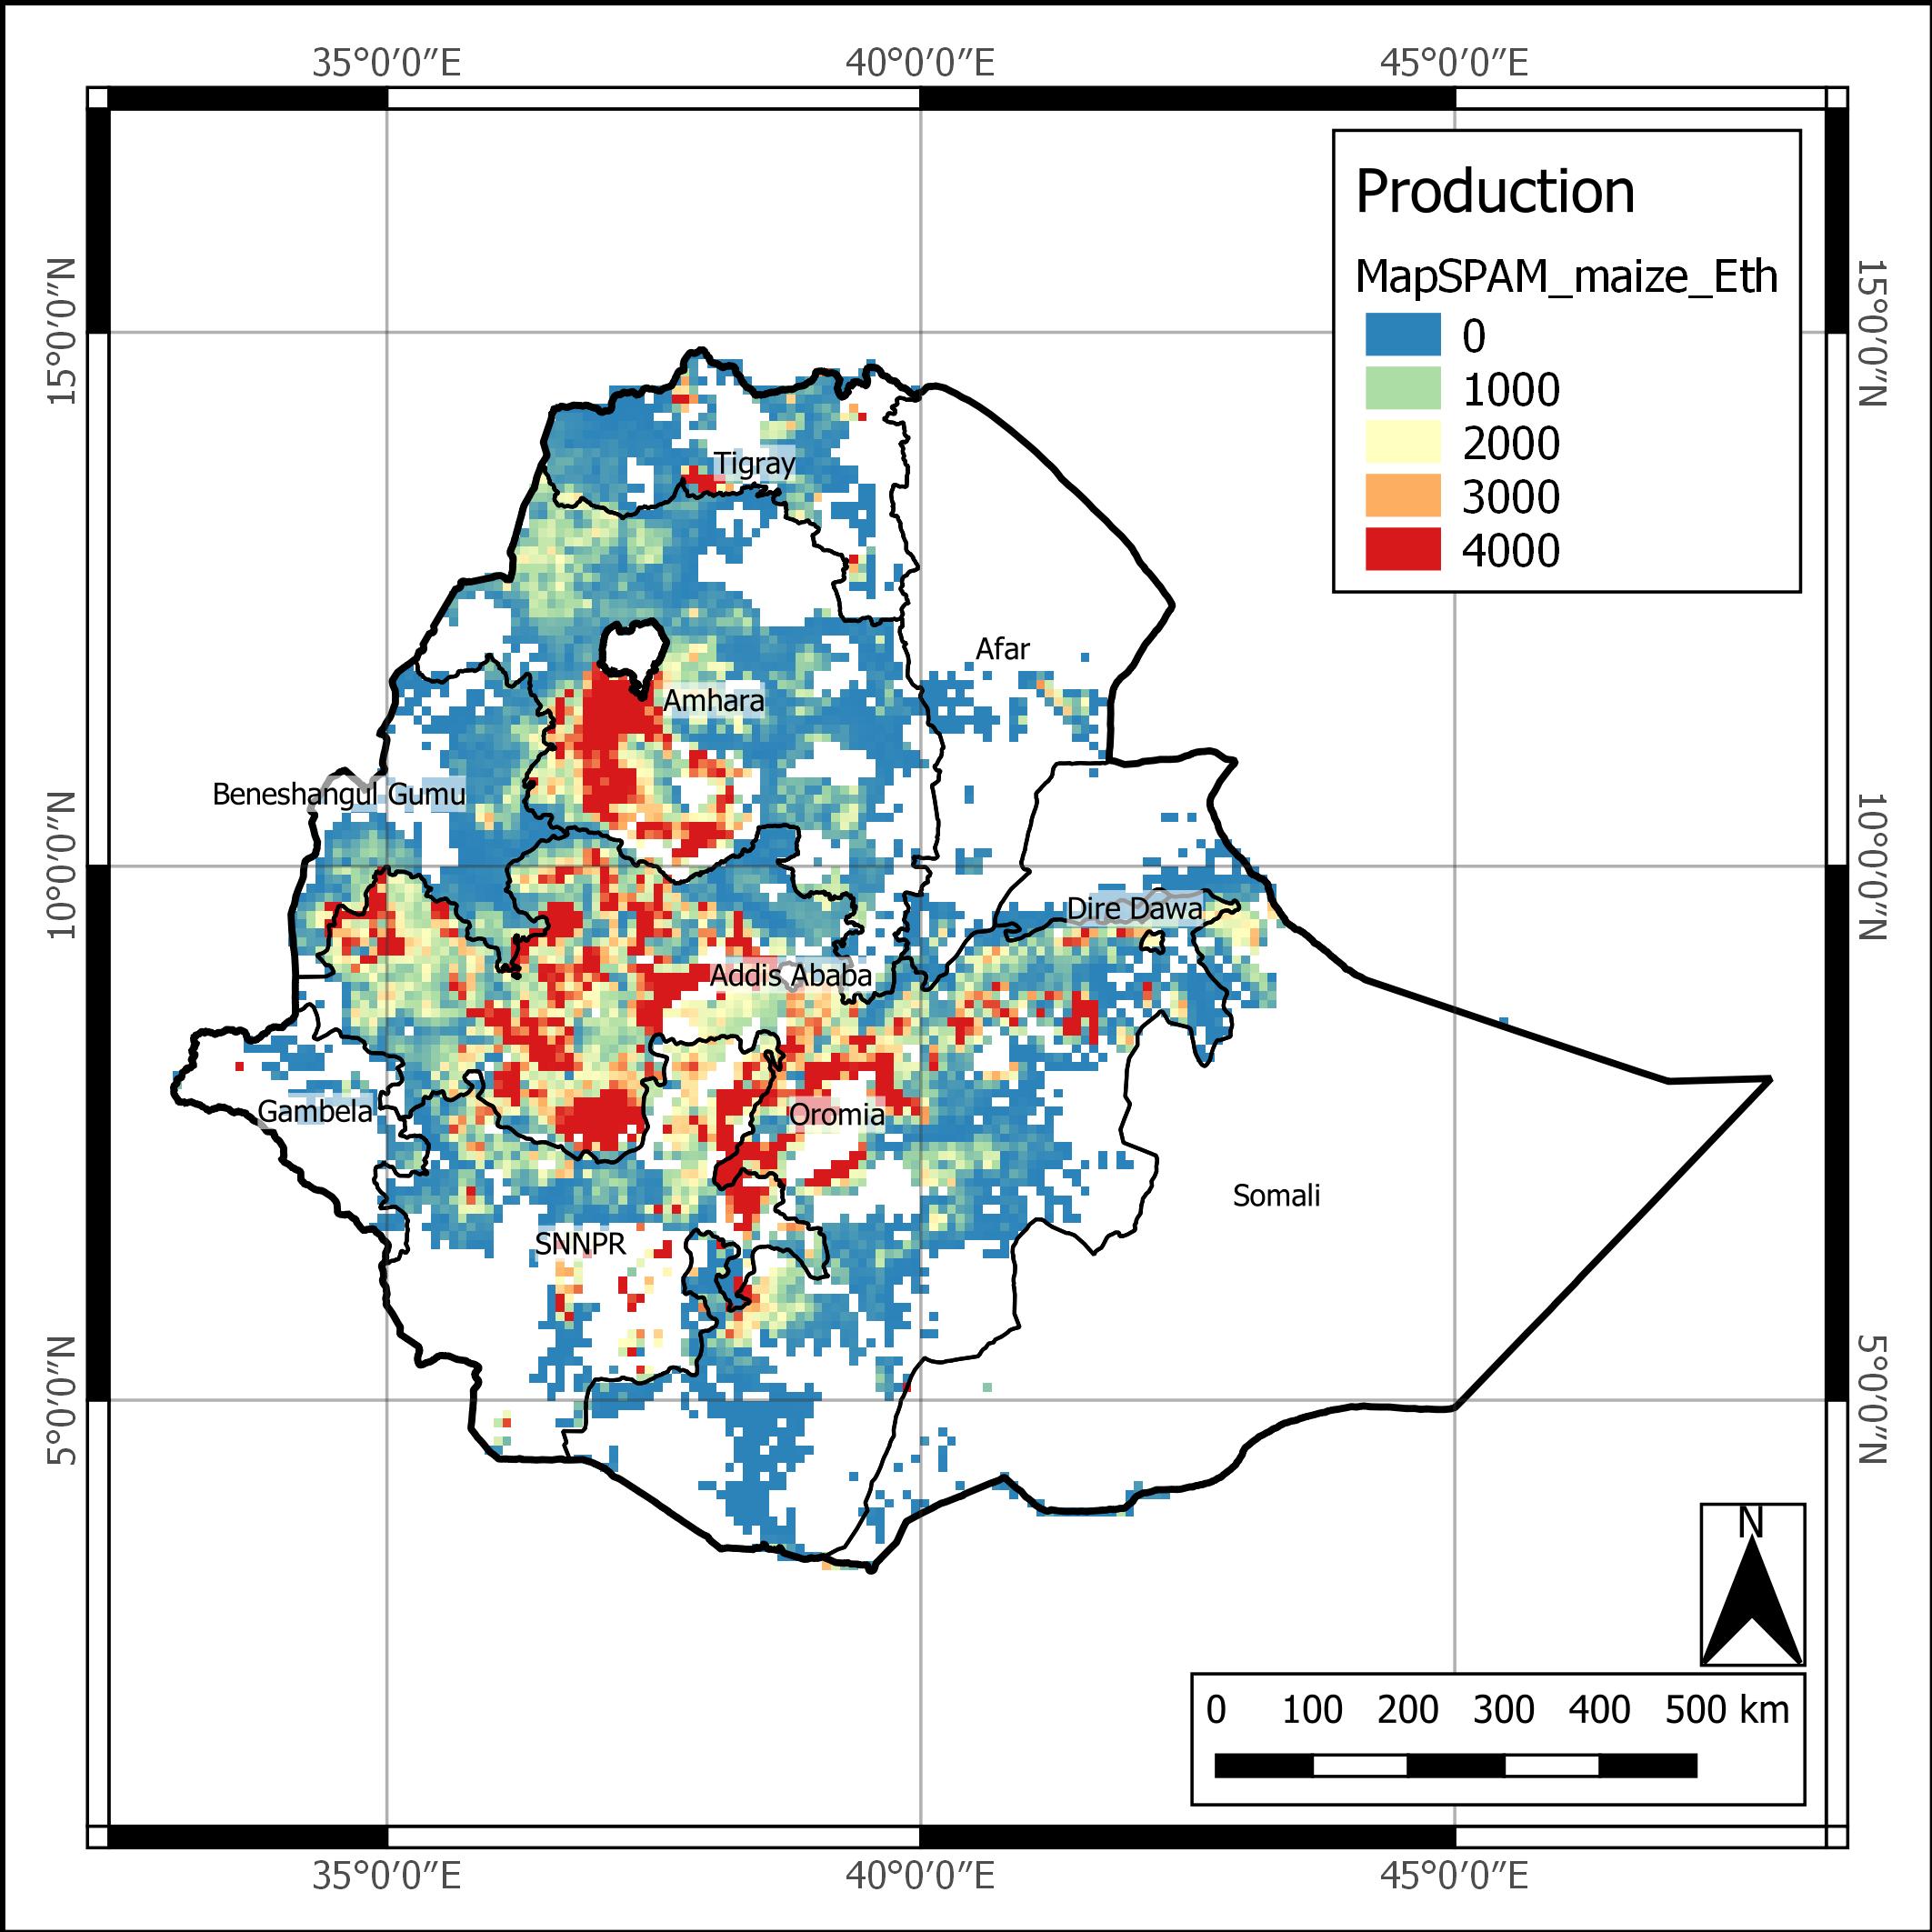 35°0′0″E 40°0′0″E 45°0′0″E
Production
MapSPAM_maize_Eth
0
1000
2000
3000
4000
15°0′0″N
15°0′0″N
Tigray
Afar
Amhara
Beneshangul Gumu
10°0′0″N
10°0′0″N
Dire Dawa
Addis Ababa
Gambela
Oromia
Somali
SNNPR
5°0′0″N
5°0′0″N
N
0 100 200 300 400 500 km
35°0′0″E 40°0′0″E 45°0′0″E